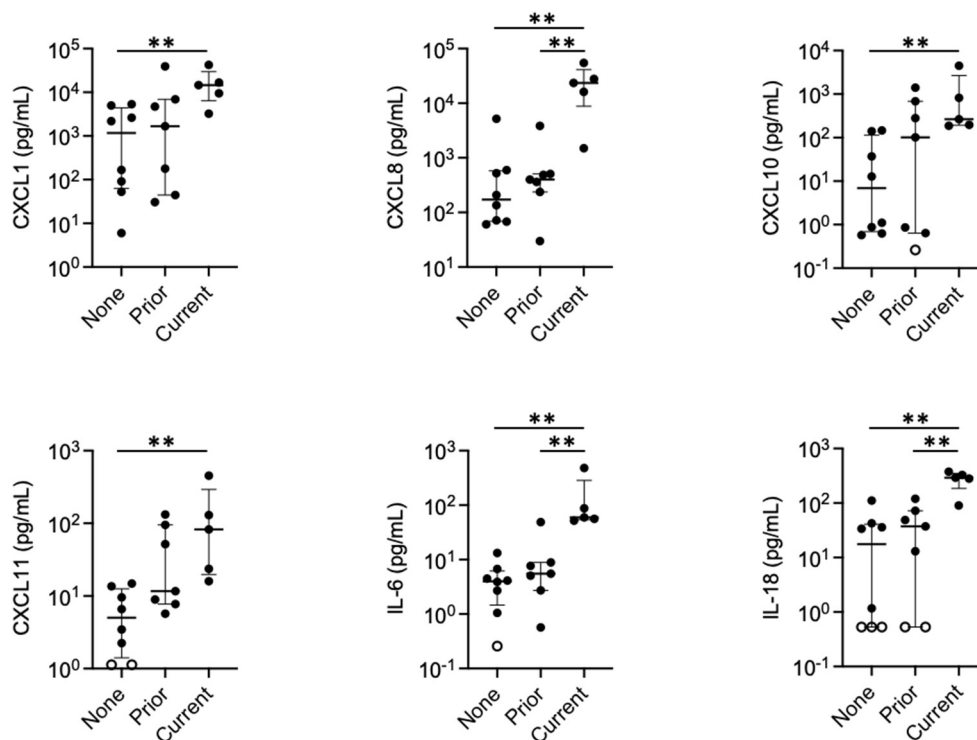 **
CXCL1 (pg/mL)
10⁵
10⁴
10³
10²
10¹
10⁰
None
Prior
Current
**
**
CXCL8 (pg/mL)
10⁵
10⁴
10³
10²
10¹
None
Prior
Current
**
CXCL10 (pg/mL)
10⁴
10³
10²
10¹
10⁰
10⁻¹
None
Prior
Current
**
CXCL11 (pg/mL)
10³
10²
10¹
10⁰
None
Prior
Current
**
**
IL-6 (pg/mL)
10³
10²
10¹
10⁰
10⁻¹
None
Prior
Current
**
**
IL-18 (pg/mL)
10³
10²
10¹
10⁰
10⁻¹
None
Prior
Current